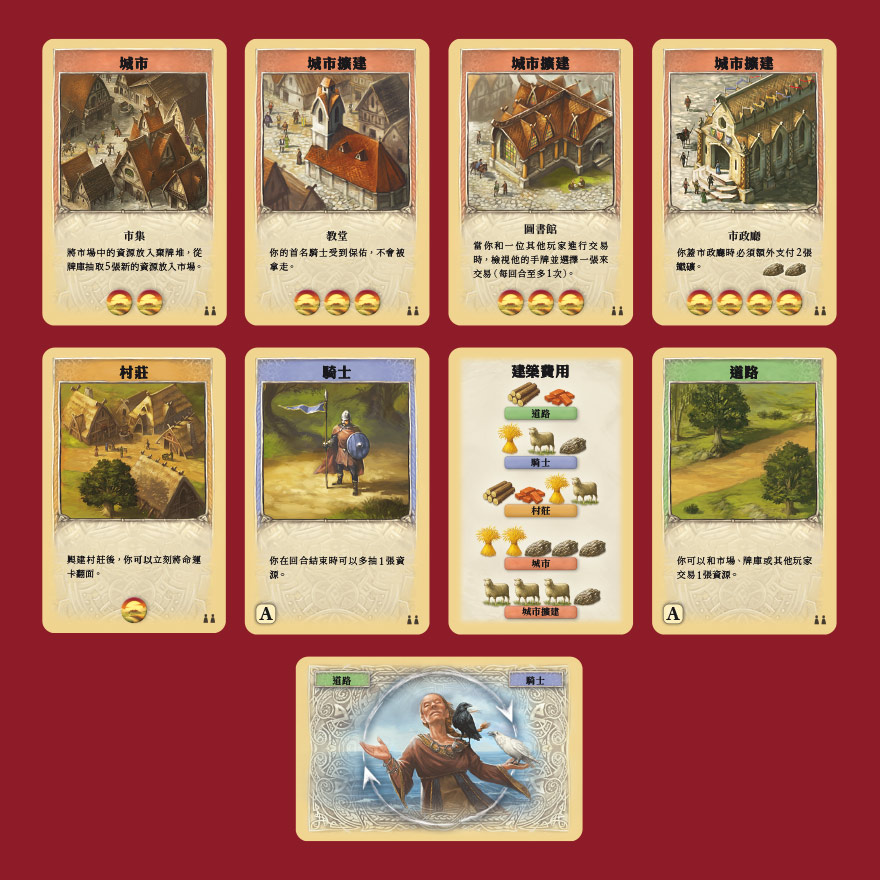 城市
市集
將市場中的資源放入棄牌堆，從
牌庫抽取5張新的資源放入市場。
城市擴建
教堂
你的首名騎士受到保佑，不會被
拿走。
城市擴建
圖書館
當你和一位其他玩家進行交易
時，檢視他的手牌並選擇一張來
交易（每回合至多1次）。
城市擴建
市政廳
你蓋市政廳時必須額外支付2張
鐵礦。
村莊
興建村莊後，你可以立刻將命運
卡翻面。
騎士
你在回合結束時可以多抽1張資
源。
A
建築費用
道路
騎士
村莊
城市
城市擴建
道路
你可以和市場、牌庫或其他玩家
交易1張資源。
A
道路
騎士